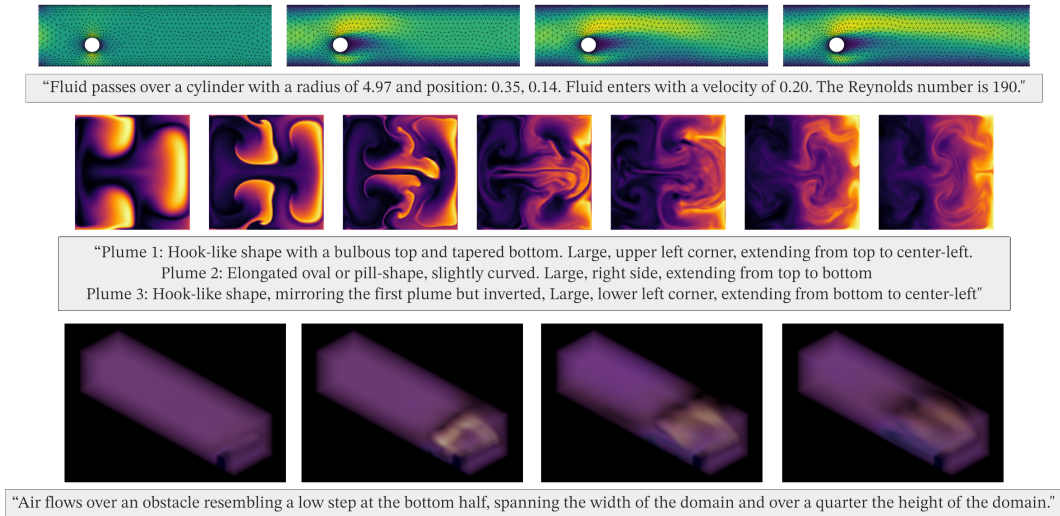 “Fluid passes over a cylinder with a radius of 4.97 and position: 0.35, 0.14. Fluid enters with a velocity of 0.20. The Reynolds number is 190."
“Plume 1: Hook-like shape with a bulbous top and tapered bottom. Large, upper left corner, extending from top to center-left.
Plume 2: Elongated oval or pill-shape, slightly curved. Large, right side, extending from top to bottom
Plume 3: Hook-like shape, mirroring the first plume but inverted, Large, lower left corner, extending from bottom to center-left"
“Air flows over an obstacle resembling a low step at the bottom half, spanning the width of the domain and over a quarter the height of the domain."